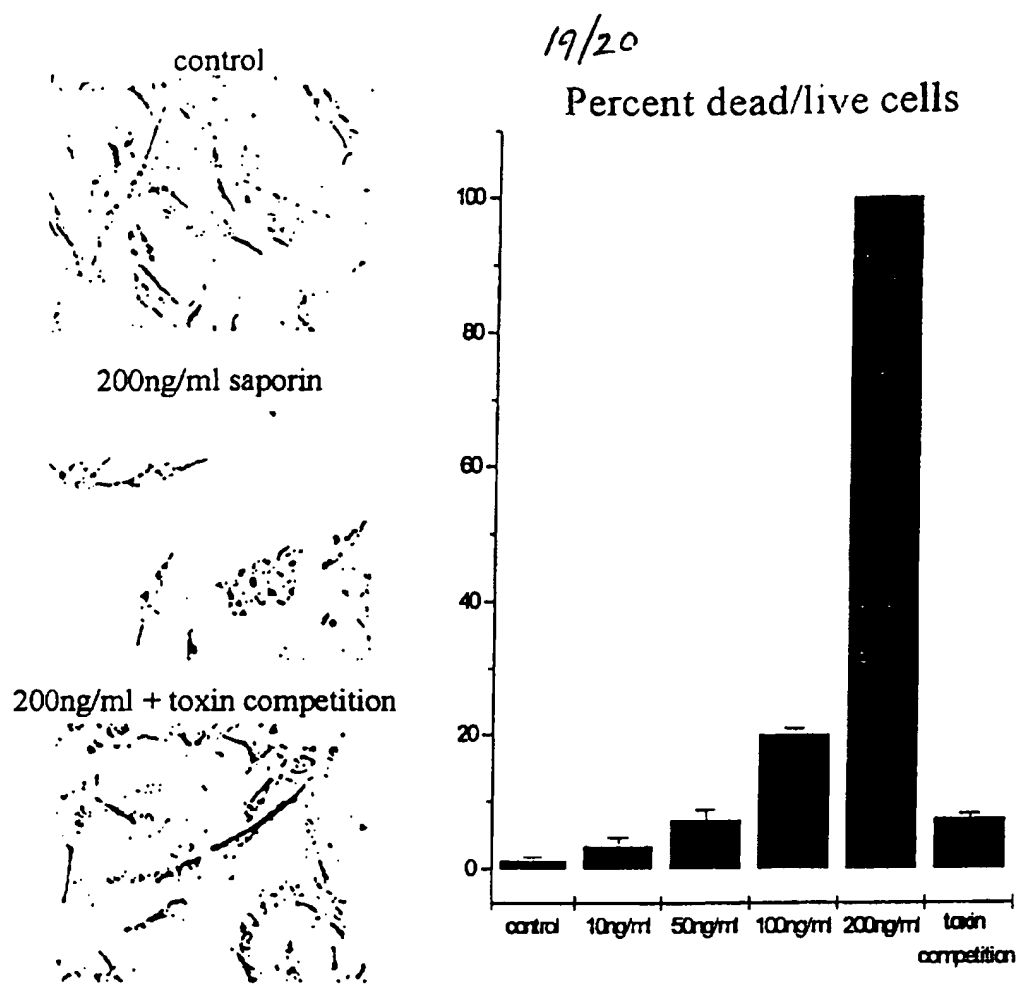 19/20
control
200ng/ml saporin
200ng/ml + toxin competition
Percent dead/live cells
100
80
60
40
20
0
control
10ng/ml
50ng/ml
100ng/ml
200ng/ml
toxin
competition